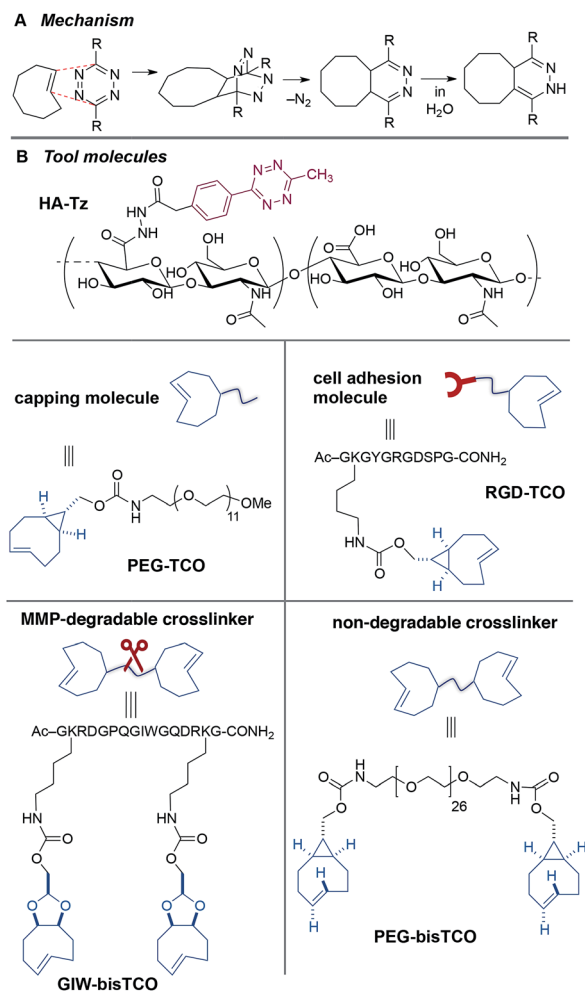 A Mechanism
R
R
N
N
N
N
R
R
N
N
N
N
–N2
R
R
N
N
in
H2O
R
R
N
NH
B Tool molecules
HA-Tz
O
HN
NH
O
N
N
N
N
CH3
HO
OH
O
O
HO
OH
O
O
NH
O
O
OH
O
HO
OH
O
O
HO
OH
O
NH
O
O
capping molecule
H
H
O
O
N
H
O
11
OMe
PEG-TCO
cell adhesion
molecule
Ac–GKGYGRGDSPG-CONH2
RGD-TCO
NH
O
O
H
H
MMP-degradable crosslinker
Ac–GKRDGPQGIWGQDRKG-CONH2
HN
O
O
O
O
HN
O
O
O
O
GIW-bisTCO
non-degradable crosslinker
O
O
H
N
O
26
O
N
H
O
O
H
H
H
H
H
H
H
H
PEG-bisTCO